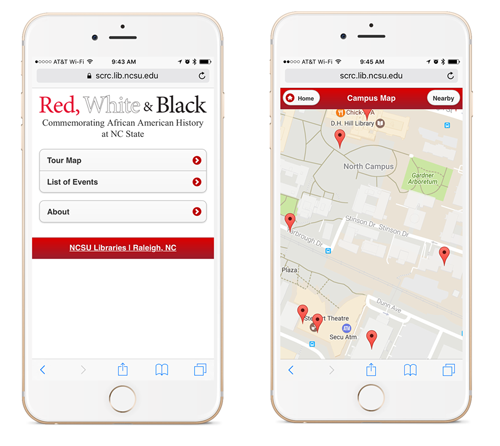 AT&T Wi-Fi
9:43 AM
scrc.lib.ncsu.edu
Red, White & Black
Commemorating African American History
at NC State
Tour Map
List of Events
About
NCSU Libraries | Raleigh, NC
AT&T Wi-Fi
9:45 AM
scrc.lib.ncsu.edu
Home
Campus Map
Nearby
Chick
D.H. Hill Library
North Campus
Gardner
Arboretum
Stinson Dr
Stinson Dr
Yarbrough Dr
Plaza
Dunn Ave
Stewart Theatre
Secu Atm